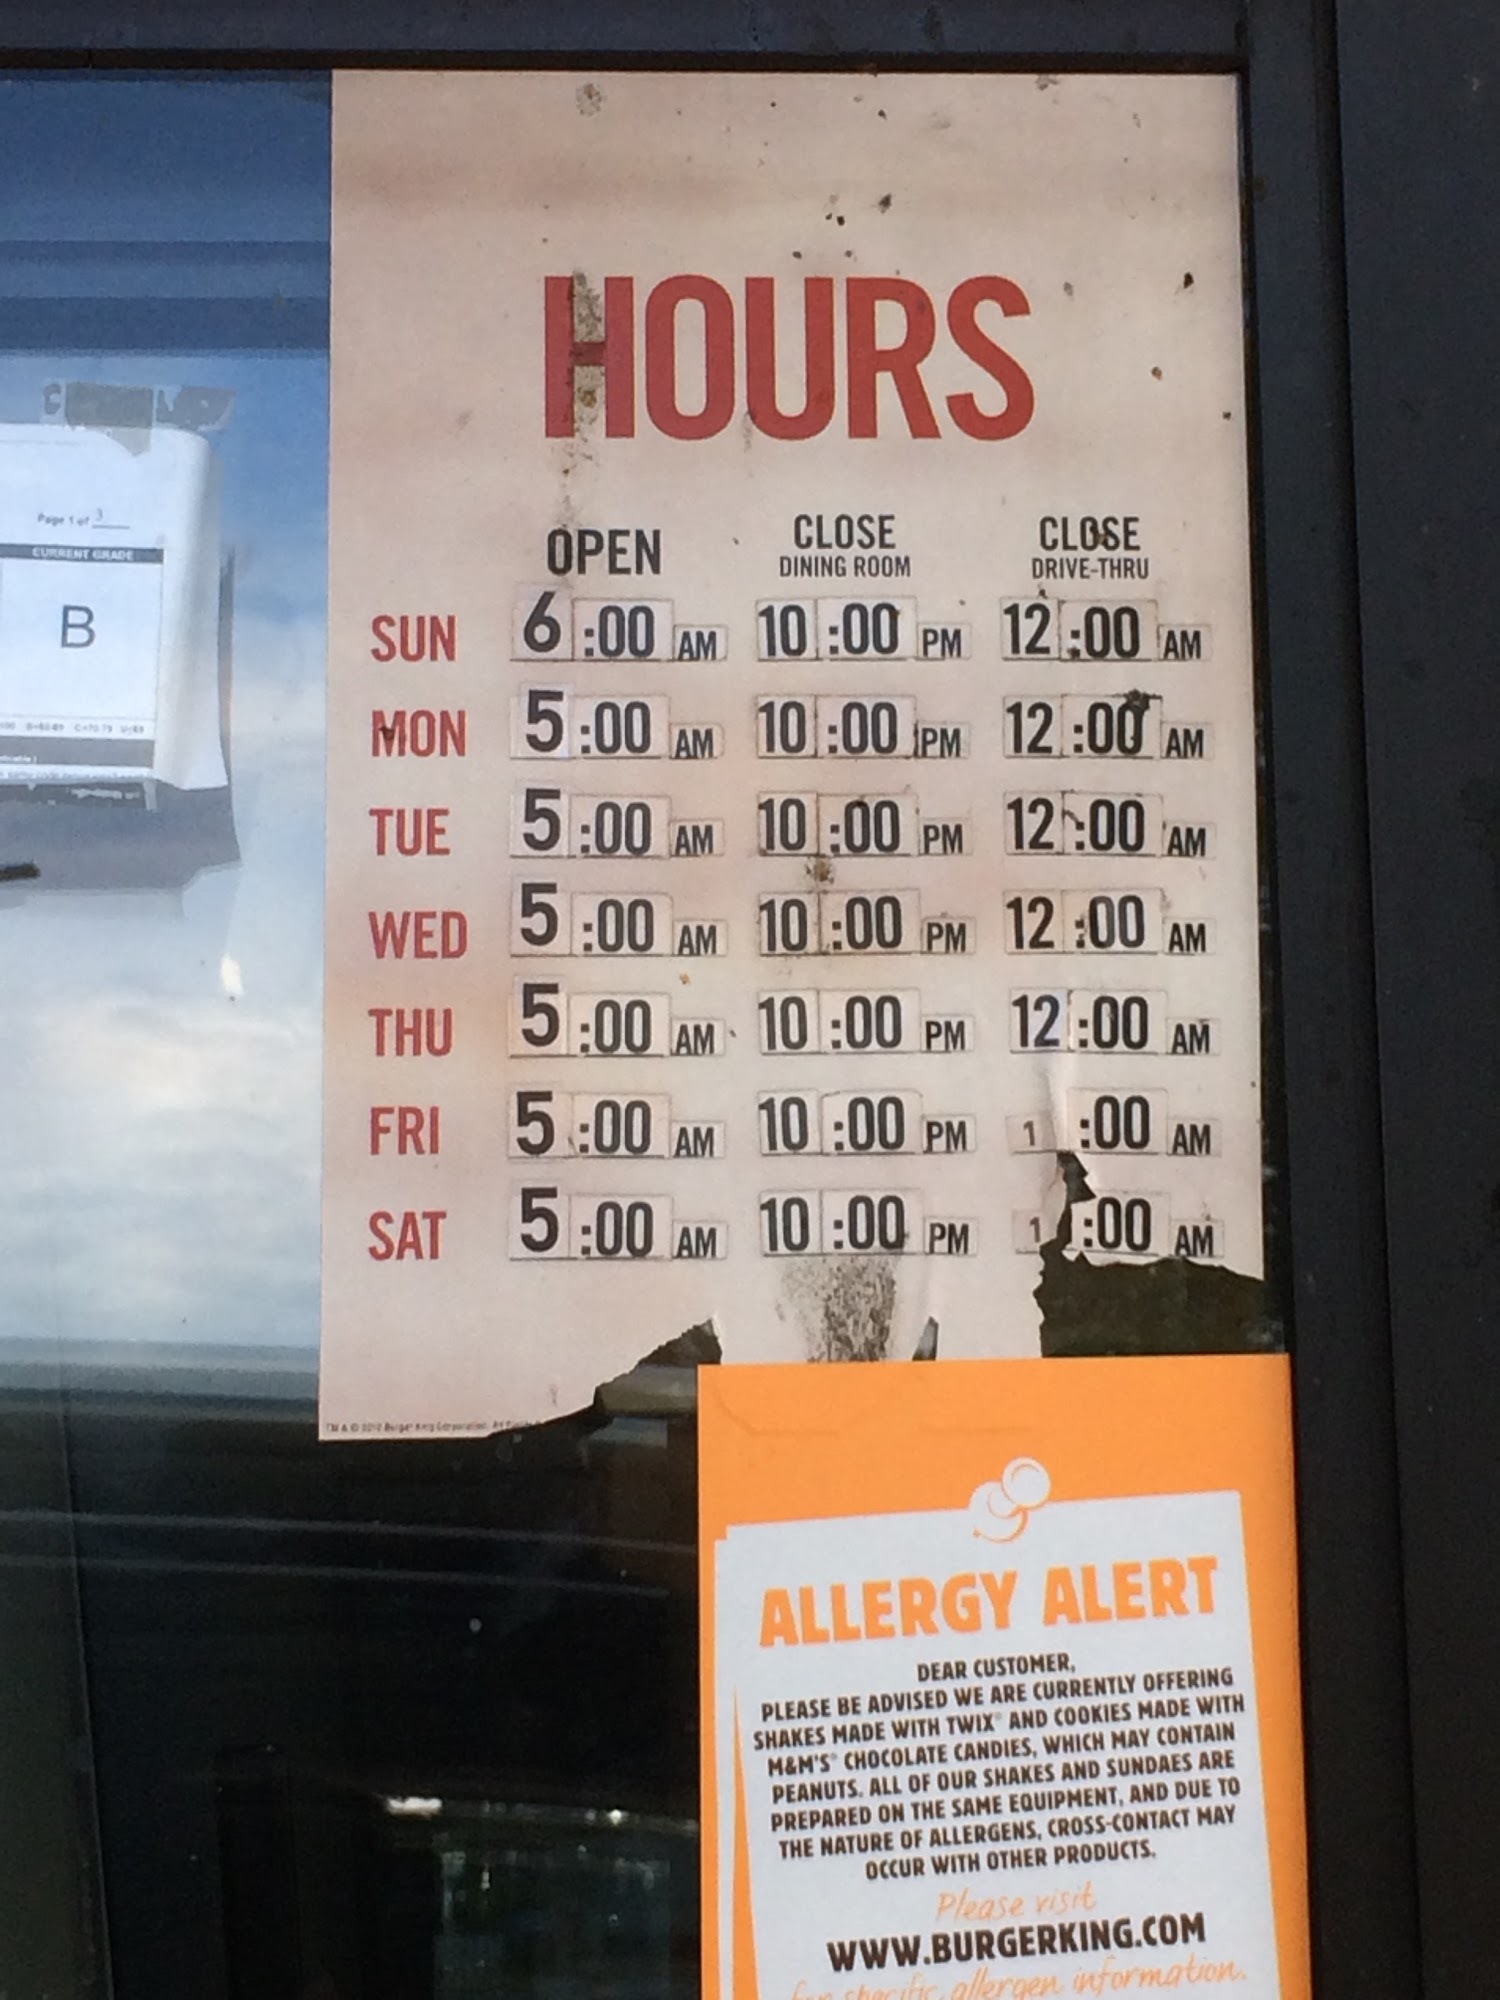 HOURS
OPEN CLOSE DINING ROOM CLOSE DRIVE-THRU
SUN 6:00 AM 10:00 PM 12:00 AM
MON 5:00 AM 10:00 PM 12:00 AM
TUE 5:00 AM 10:00 PM 12:00 AM
WED 5:00 AM 10:00 PM 12:00 AM
THU 5:00 AM 10:00 PM 12:00 AM
FRI 5:00 AM 10:00 PM 1 :00 AM
SAT 5:00 AM 10:00 PM 1 :00 AM
Page 1 of 3
CURRENT GRADE
B
ALLERGY ALERT
DEAR CUSTOMER,
PLEASE BE ADVISED WE ARE CURRENTLY OFFERING
SHAKES MADE WITH TWIX® AND COOKIES MADE WITH
M&M'S® CHOCOLATE CANDIES, WHICH MAY CONTAIN
PEANUTS. ALL OF OUR SHAKES AND SUNDAES ARE
PREPARED ON THE SAME EQUIPMENT, AND DUE TO
THE NATURE OF ALLERGENS, CROSS-CONTACT MAY
OCCUR WITH OTHER PRODUCTS.
Please visit
WWW.BURGERKING.COM
for specific allergen information.